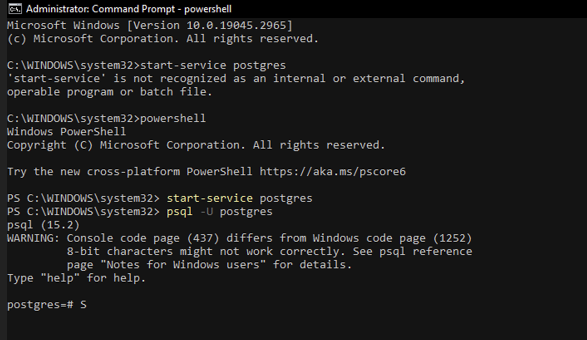 Administrator: Command Prompt - powershell
Microsoft Windows [Version 10.0.19045.2965]
(c) Microsoft Corporation. All rights reserved.
C:\WINDOWS\system32>start-service postgres
'start-service' is not recognized as an internal or external command,
operable program or batch file.
C:\WINDOWS\system32>powershell
Windows PowerShell
Copyright (C) Microsoft Corporation. All rights reserved.
Try the new cross-platform PowerShell https://aka.ms/pscore6
PS C:\WINDOWS\system32> start-service postgres
PS C:\WINDOWS\system32> psql -U postgres
psql (15.2)
WARNING: Console code page (437) differs from Windows code page (1252)
8-bit characters might not work correctly. See psql reference
page "Notes for Windows users" for details.
Type "help" for help.
postgres=# S